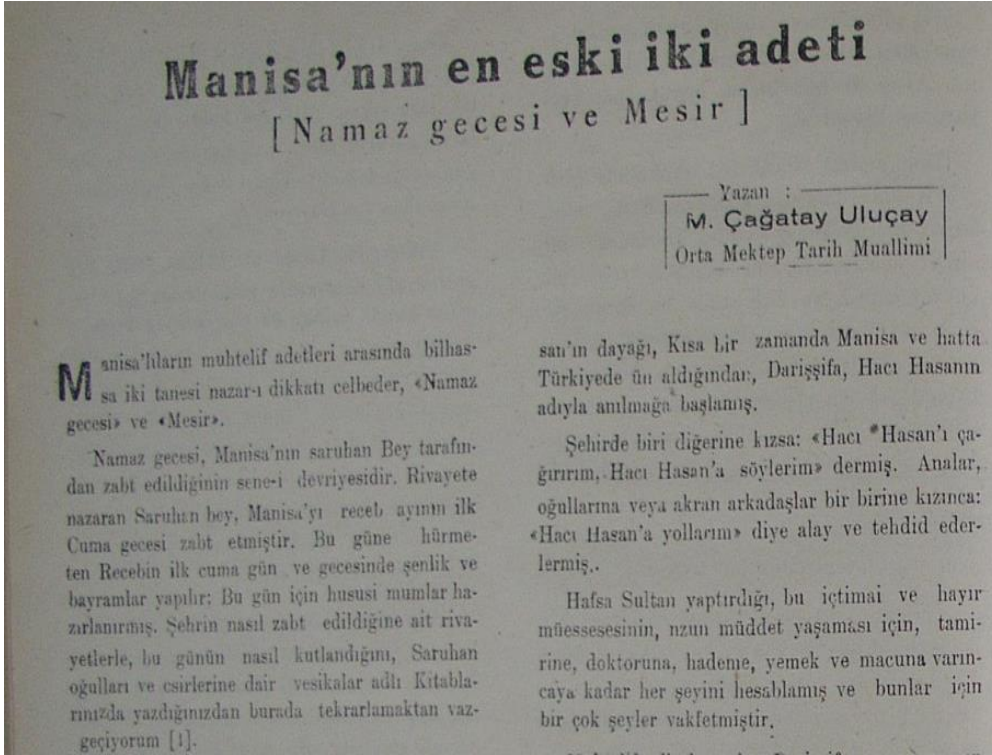 Manisa'nın en eski iki adeti
[ Namaz gecesi ve Mesir ]
Yazan :
M. Çağatay Uluçay
Orta Mektep Tarih Muallimi
Manisa'lıların muhtelif adetleri arasında bilhas-
sa iki tanesi nazar-ı dikkatı celbeder, «Namaz
gecesi» ve «Mesir».
Namaz gecesi, Manisa'nın saruhan Bey tarafın-
dan zabt edildiğinin sene-i devriyesidir. Rivayete
nazaran Saruhan bey, Manisa'yı receb ayının ilk
Cuma gecesi zabt etmiştir. Bu güne hürme-
ten Recebin ilk cuma gün ve gecesinde şenlik ve
bayramlar yapılır: Bu gün için hususi mumlar ha-
zırlanırmış. Şehrin nasıl zabt edildiğine ait riva-
yetlerle, bu günün nasıl kutlandığını, Saruhan
oğulları ve esirlerine dair vesikalar adlı Kitabla-
rımızda yazdığınızdan burada tekrarlamaktan vaz-
geçiyorum [1].
san'ın dayağı, Kısa bir zamanda Manisa ve hatta
Türkiyede ün aldığından, Darişşifa, Hacı Hasanın
adıyla anılmağa başlamış.
Şehirde biri diğerine kızsa: «Hacı Hasan'ı ça-
ğırırım, Hacı Hasan'a söylerim» dermiş. Analar,
oğullarına veya akran arkadaşlar bir birine kızınca:
«Hacı Hasan'a yollarım» diye alay ve tehdid eder-
lermiş..
Hafsa Sultan yaptırdığı, bu içtimai ve hayır
müessesesinin, nzun müddet yaşaması için, tami-
rine, doktoruna, hademe, yemek ve macuna varın-
caya kadar her şeyini hesablamış ve bunlar için
bir çok şeyler vakfetmiştir.